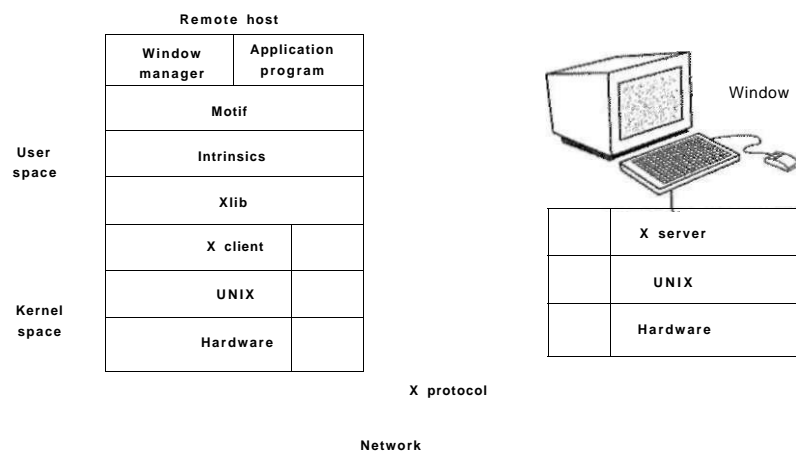 Remote host
Window
manager
Application
program
Motif
Window
User
space
Intrinsics
Xlib
X client
X server
UNIX
UNIX
Kernel
space
Hardware
Hardware
X protocol
Network